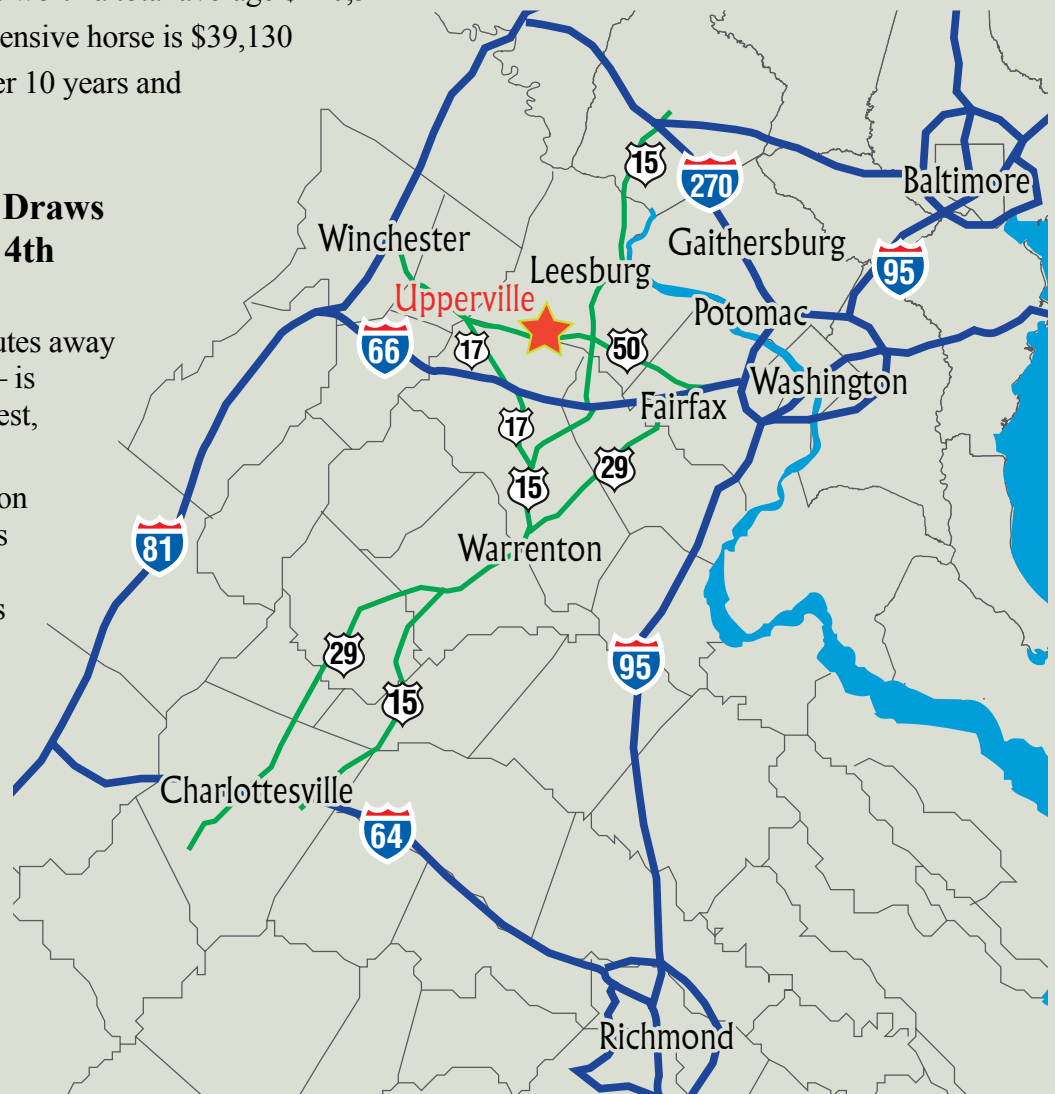 ensive horse is $39,130
er 10 years and
Draws
4th
away
– is
est,
on
s
s
15
270
Baltimore
Winchester
Gaithersburg
95
Leesburg
Upperville
Potomac
66
17
50
Washington
Fairfax
17
29
15
81
Warrenton
29
95
15
Charlottesville
64
Richmond